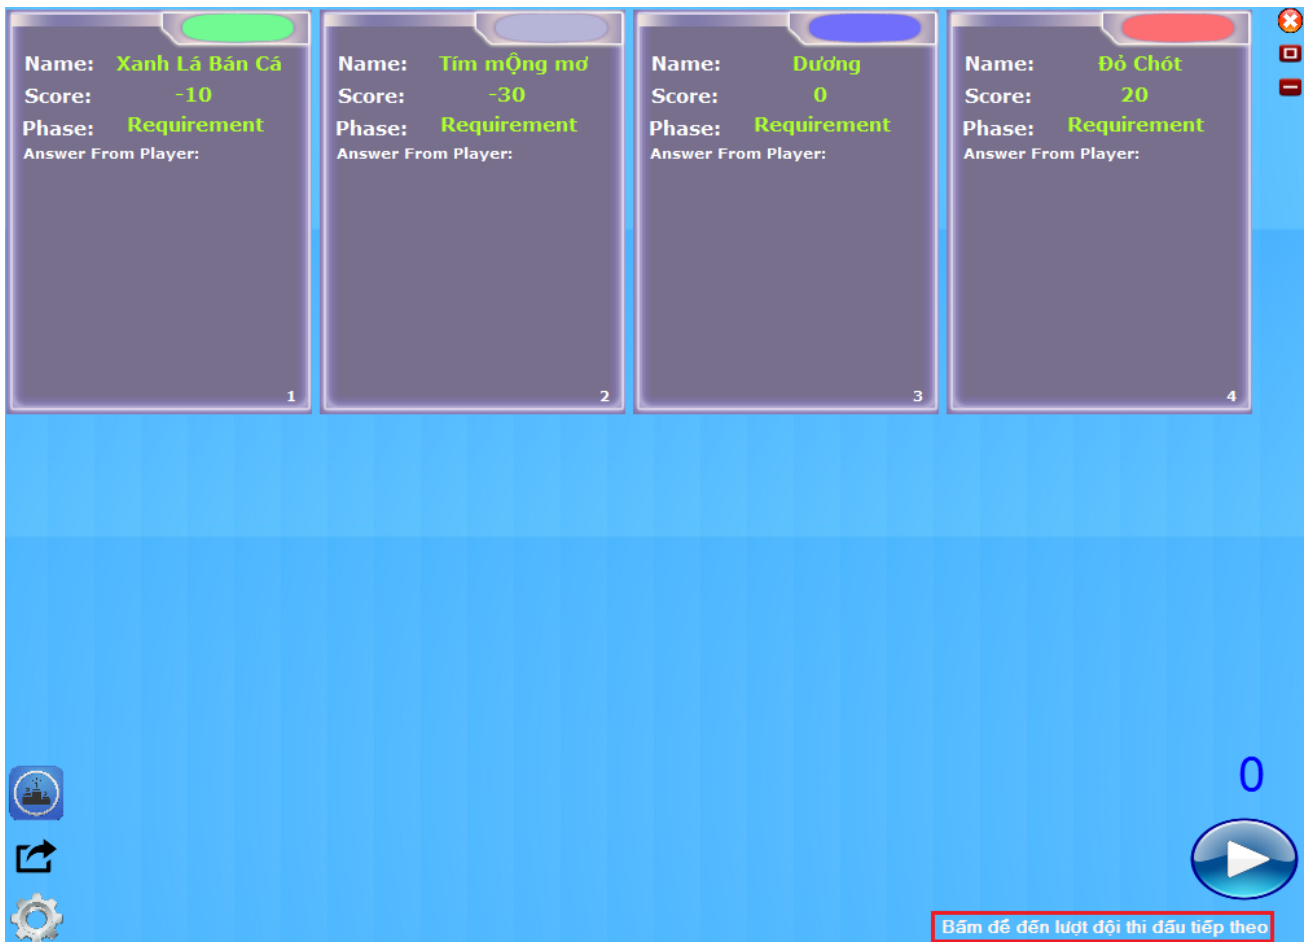 Name: Xanh Lá Bán Cá
Score: -10
Phase: Requirement
Answer From Player:
1
Name: Tím mỘng mơ
Score: -30
Phase: Requirement
Answer From Player:
2
Name: Dương
Score: 0
Phase: Requirement
Answer From Player:
3
Name: Đỏ Chót
Score: 20
Phase: Requirement
Answer From Player:
4
0
Bấm để đến lượt đội thi đấu tiếp theo